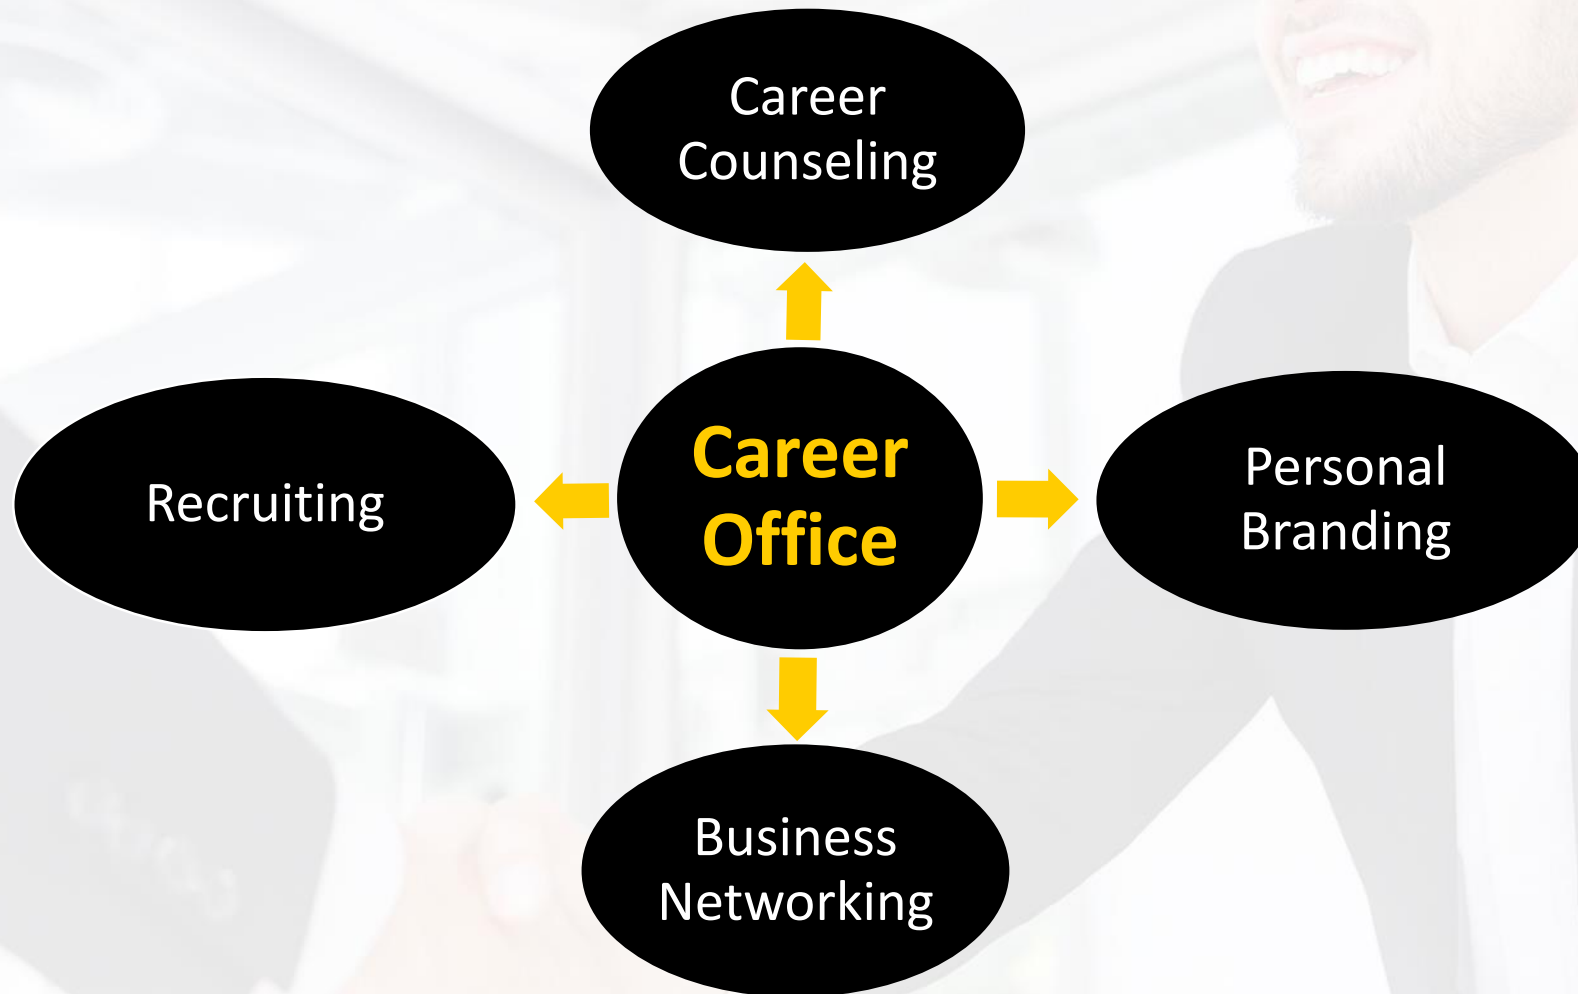 Career
Counseling
Recruiting
Career
Office
Personal
Branding
Business
Networking